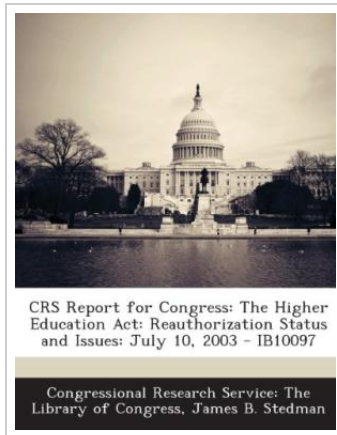 CRS Report for Congress: The Higher
Education Act: Reauthorization Status
and Issues: July 10, 2003 - IB10097
Congressional Research Service: The
Library of Congress, James B. Stedman